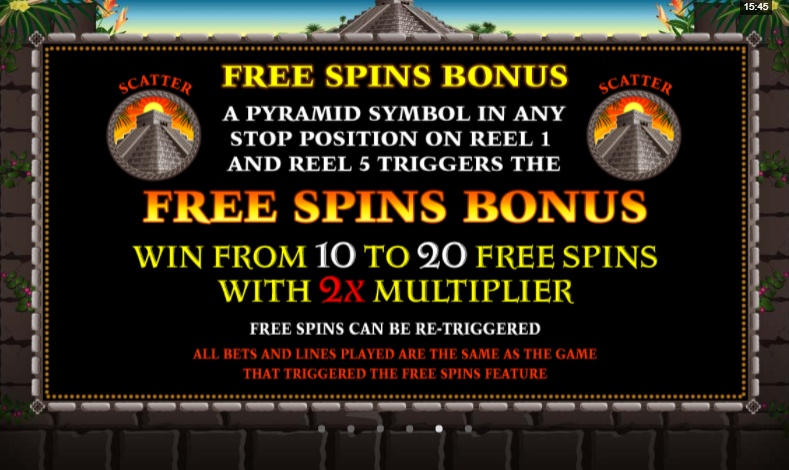 15:45
SCATTER
FREE SPINS BONUS
SCATTER
A PYRAMID SYMBOL IN ANY
STOP POSITION ON REEL 1
AND REEL 5 TRIGGERS THE
FREE SPINS BONUS
WIN FROM 10 TO 20 FREE SPINS
WITH 2X MULTIPLIER
FREE SPINS CAN BE RE-TRIGGERED
ALL BETS AND LINES PLAYED ARE THE SAME AS THE GAME
THAT TRIGGERED THE FREE SPINS FEATURE